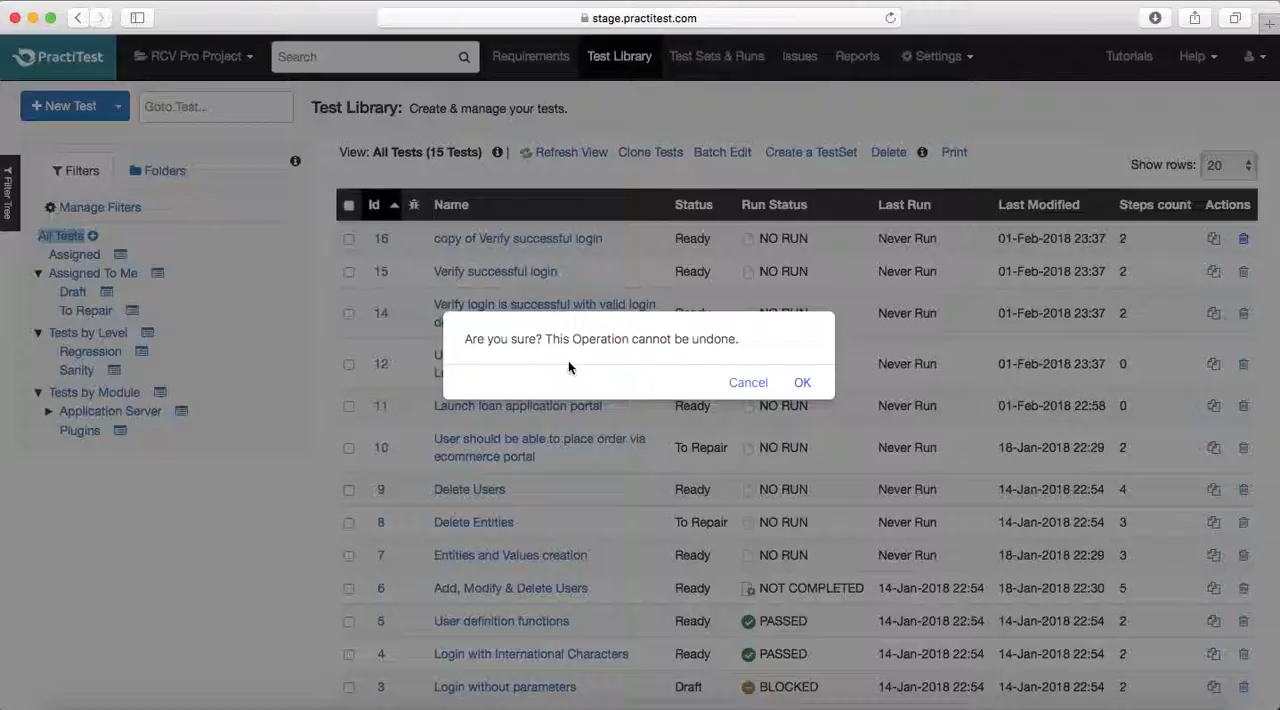 stage.practitest.com
PractiTest
RCV Pro Project
Search
Requirements
Test Library
Test Sets & Runs
Issues
Reports
Settings
Tutorials
Help
+ New Test
Goto Test...
Test Library: Create & manage your tests.
Filter Tree
Filters
Folders
Manage Filters
All Tests
Assigned
Assigned To Me
Draft
To Repair
Tests by Level
Regression
Sanity
Tests by Module
Application Server
Plugins
View: All Tests (15 Tests) | Refresh View Clone Tests Batch Edit Create a TestSet Delete Print
Show rows: 20
Id Name Status Run Status Last Run Last Modified Steps count Actions
16 copy of Verify successful login Ready NO RUN Never Run 01-Feb-2018 23:37 2
15 Verify successful login Ready NO RUN Never Run 01-Feb-2018 23:37 2
14 Verify login is successful with valid login Never Run 01-Feb-2018 23:37 2
12 Never Run 01-Feb-2018 23:37 0
Are you sure? This Operation cannot be undone.
Cancel OK
11 Launch loan application portal Ready NO RUN Never Run 01-Feb-2018 22:58 0
10 User should be able to place order via To Repair NO RUN Never Run 18-Jan-2018 22:29 2
ecommerce portal
9 Delete Users Ready NO RUN Never Run 14-Jan-2018 22:54 4
8 Delete Entities To Repair NO RUN Never Run 14-Jan-2018 22:54 3
7 Entities and Values creation Ready NO RUN Never Run 18-Jan-2018 22:29 3
6 Add, Modify & Delete Users Ready NOT COMPLETED 14-Jan-2018 22:54 18-Jan-2018 22:30 5
5 User definition functions Ready PASSED 14-Jan-2018 22:54 14-Jan-2018 22:54 2
4 Login with International Characters Ready PASSED 14-Jan-2018 22:54 14-Jan-2018 22:54 2
3 Login without parameters Draft BLOCKED 14-Jan-2018 22:54 14-Jan-2018 22:54 2